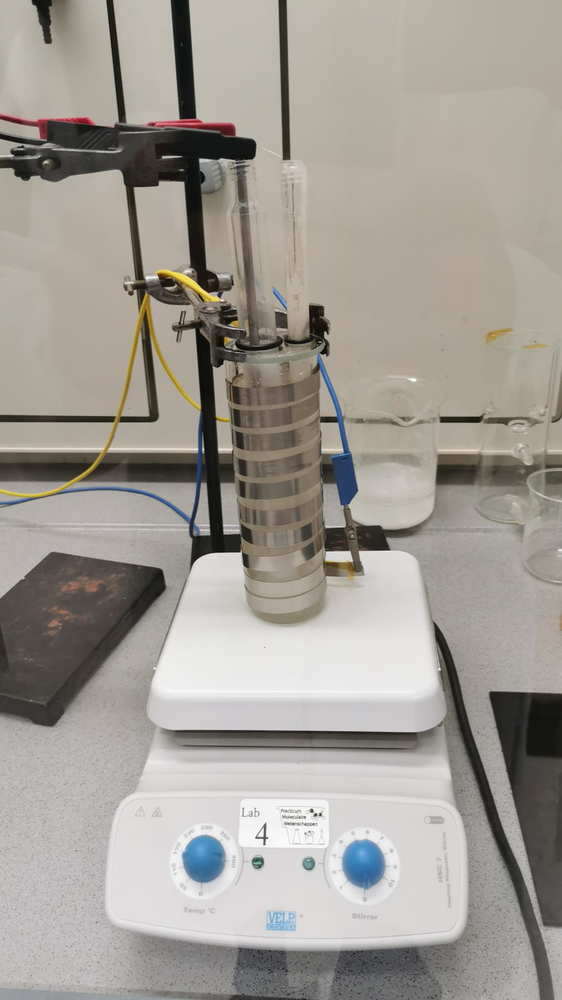 Lab
4
Practicum
Moleculaire
Wetenschappen
0
50
110
170
230
290
350
400
Temp °C
0
1
2
3
4
5
6
7
8
9
10
Stirrer
VELP
SCIENTIFICA
HSC 7
Heating Magnetic Stirrer